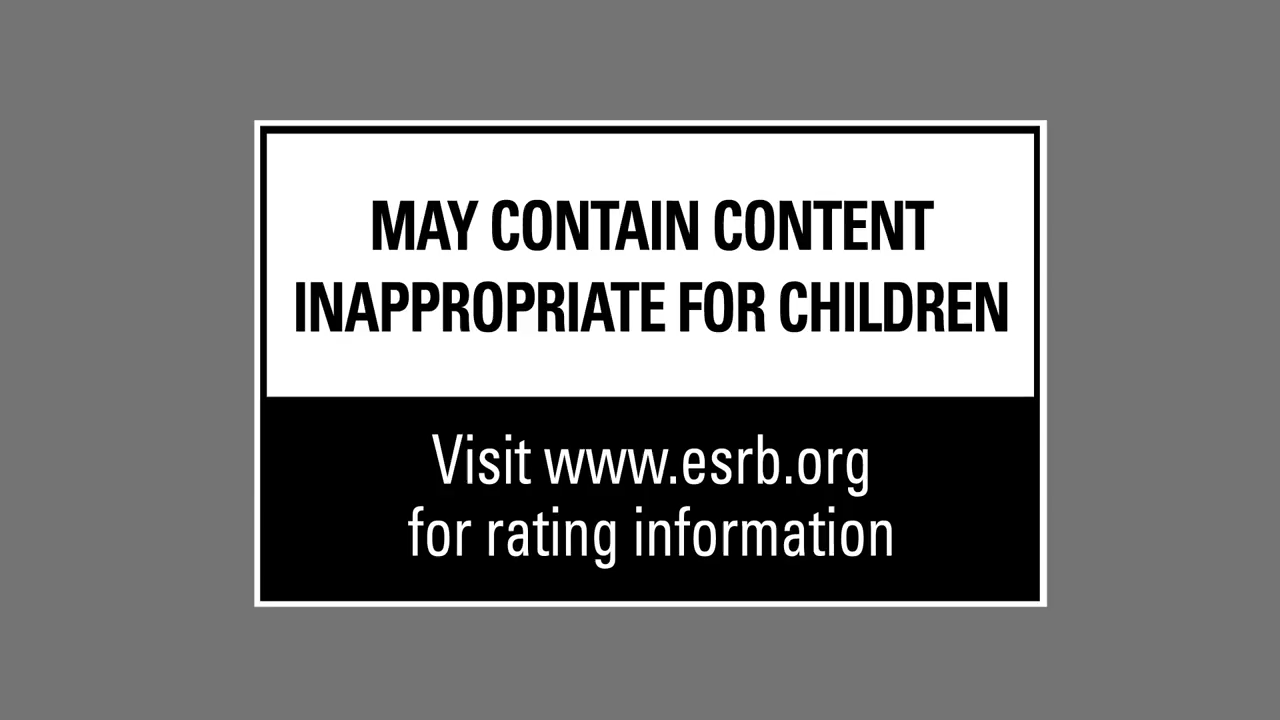 MAY CONTAIN CONTENT
INAPPROPRIATE FOR CHILDREN
Visit www.esrb.org
for rating information